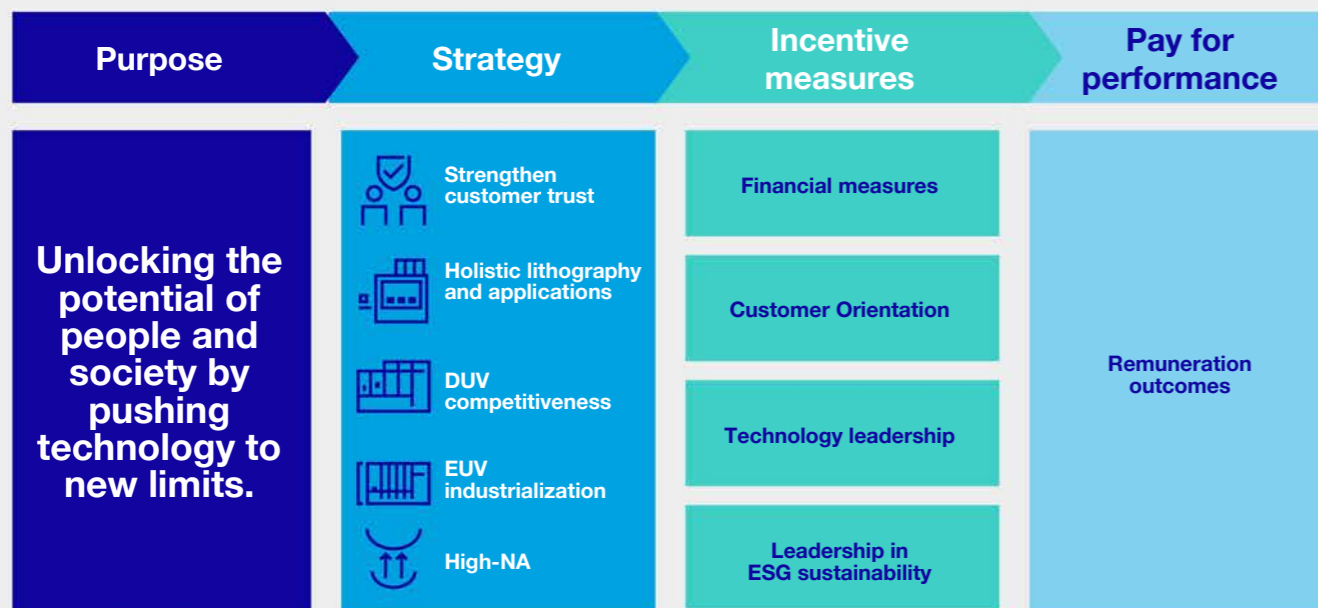 Purpose
Strategy
Incentive
measures
Pay for
performance
Unlocking the
potential of
people and
society by
pushing
technology to
new limits.
Strengthen
customer trust
Holistic lithography
and applications
DUV
competitiveness
EUV
industrialization
High-NA
Financial measures
Customer Orientation
Technology leadership
Leadership in
ESG sustainability
Remuneration
outcomes